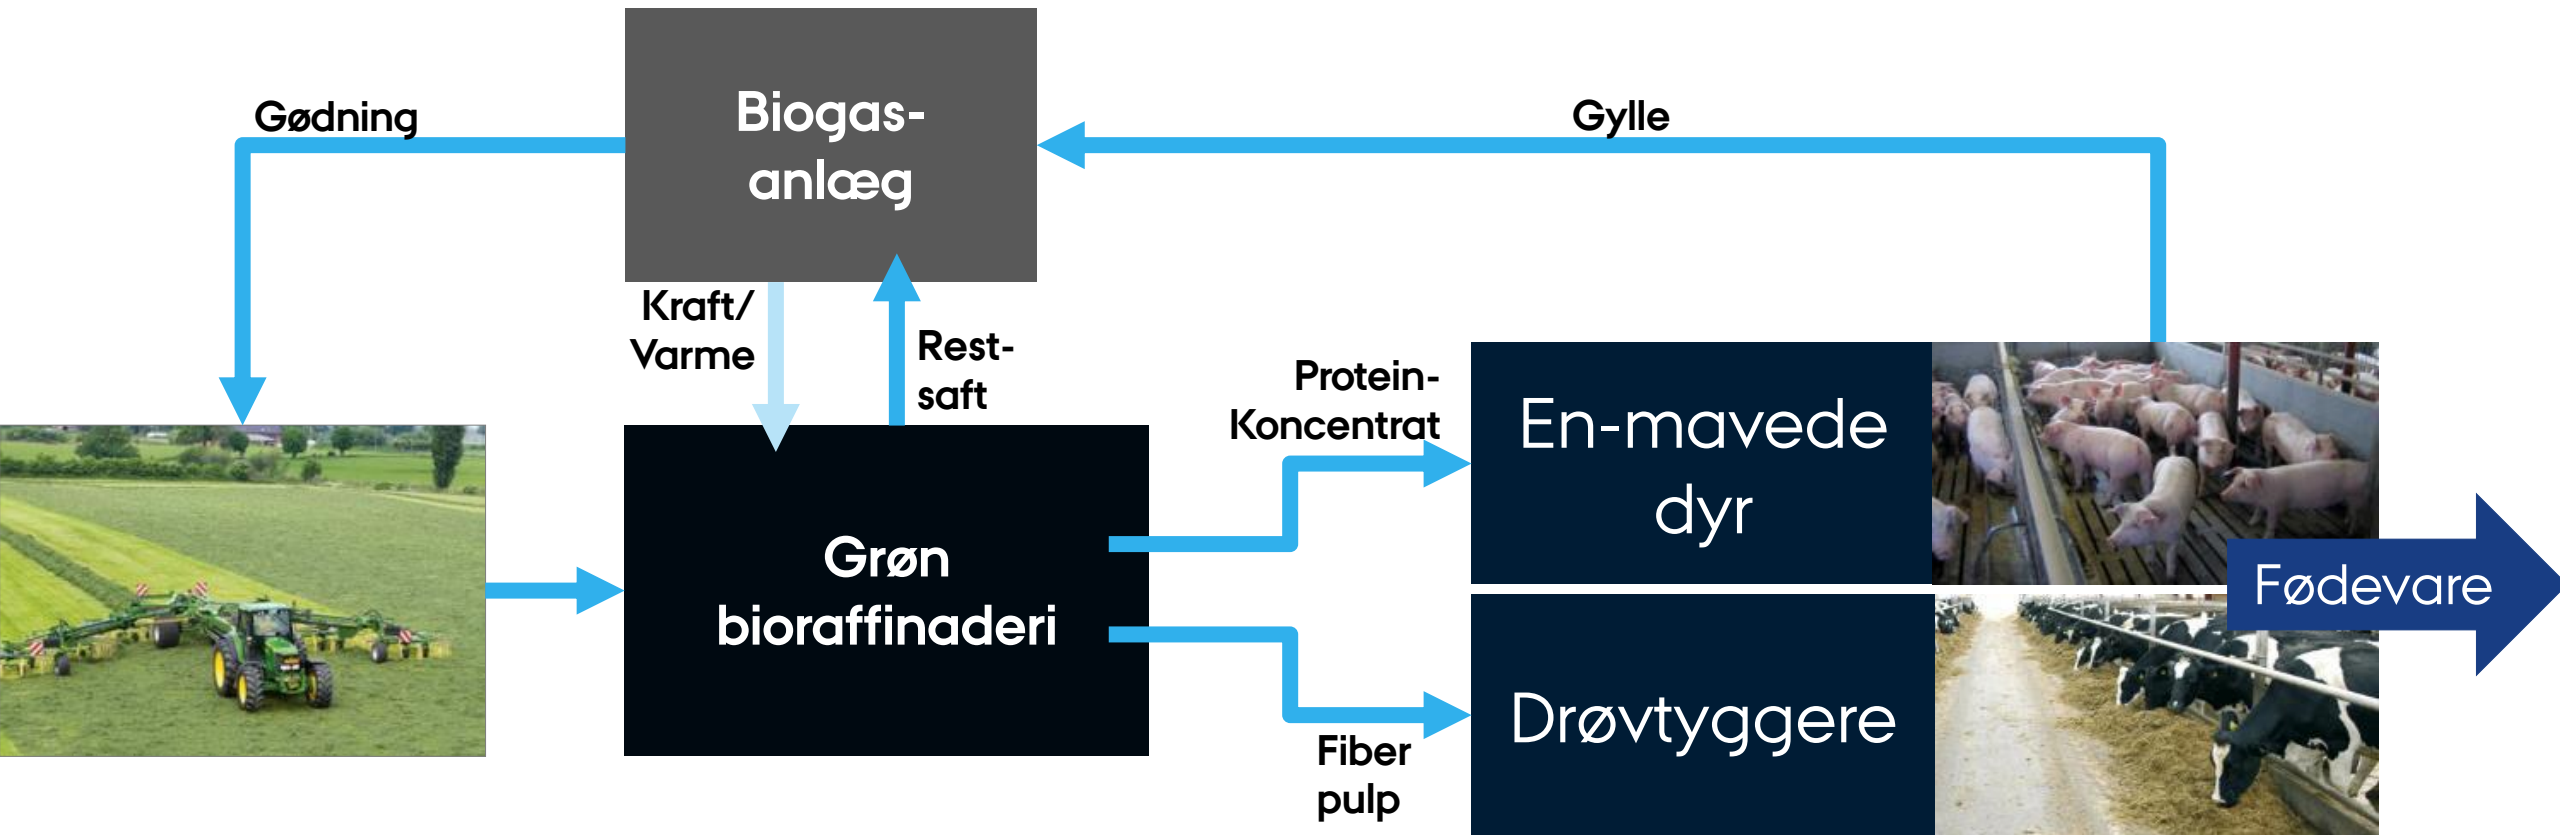 Gødning
Biogas-
anlæg
Gylle
Kraft/
Varme
Rest-
saft
Protein-
Koncentrat
En-mavede
dyr
Grøn
bioraffinaderi
Fødevare
Fiber
pulp
Drøvtyggere